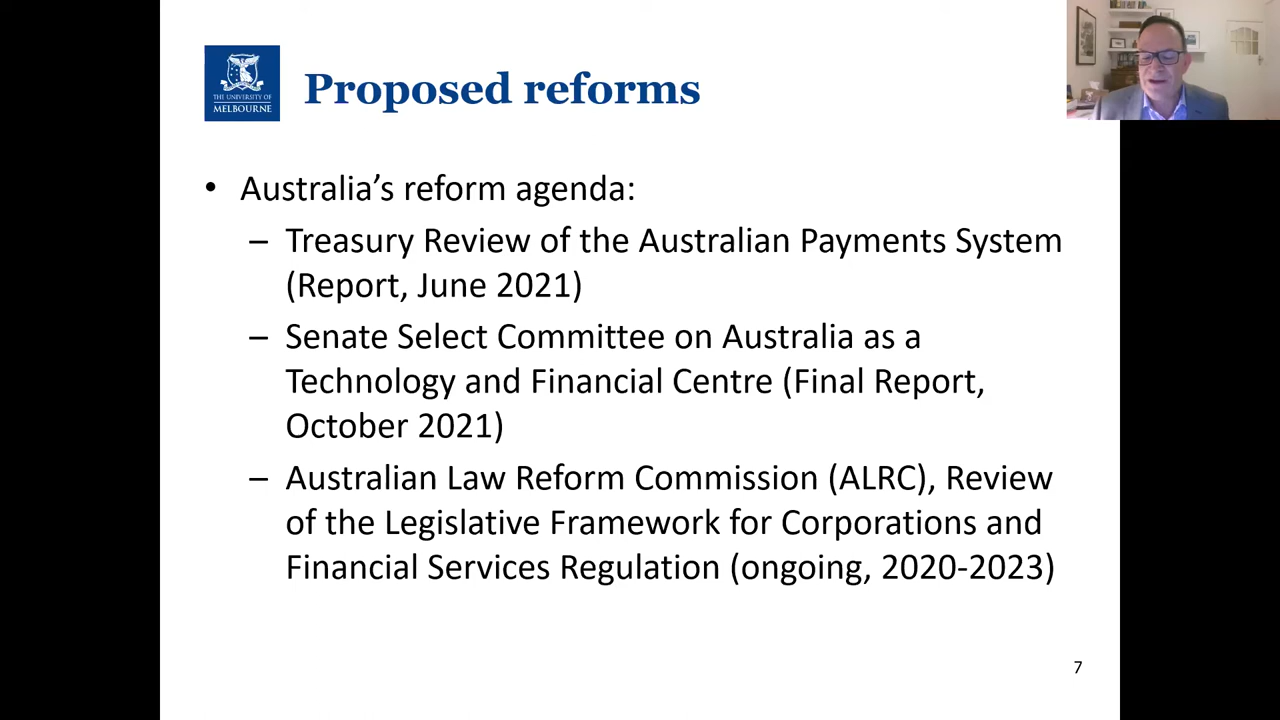 THE UNIVERSITY OF
MELBOURNE
Proposed reforms
• Australia’s reform agenda:
– Treasury Review of the Australian Payments System
(Report, June 2021)
– Senate Select Committee on Australia as a
Technology and Financial Centre (Final Report,
October 2021)
– Australian Law Reform Commission (ALRC), Review
of the Legislative Framework for Corporations and
Financial Services Regulation (ongoing, 2020-2023)
7